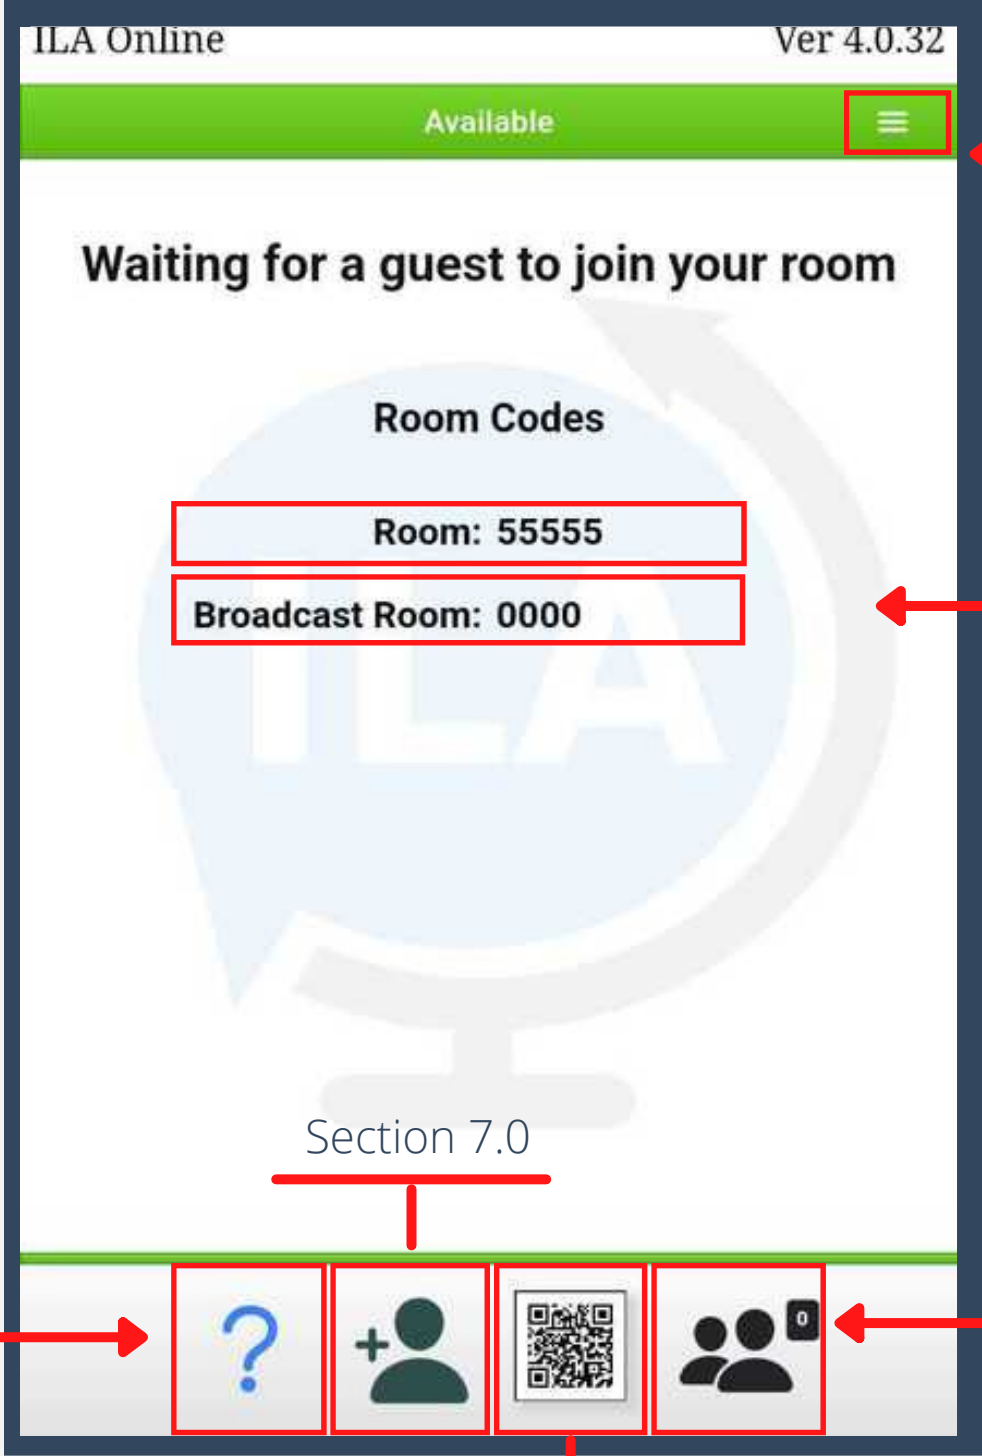 ILA Online Ver 4.0.32
Available
Waiting for a guest to join your room
Room Codes
Room: 55555
Broadcast Room: 0000
ILA
Section 7.0
?
+
0